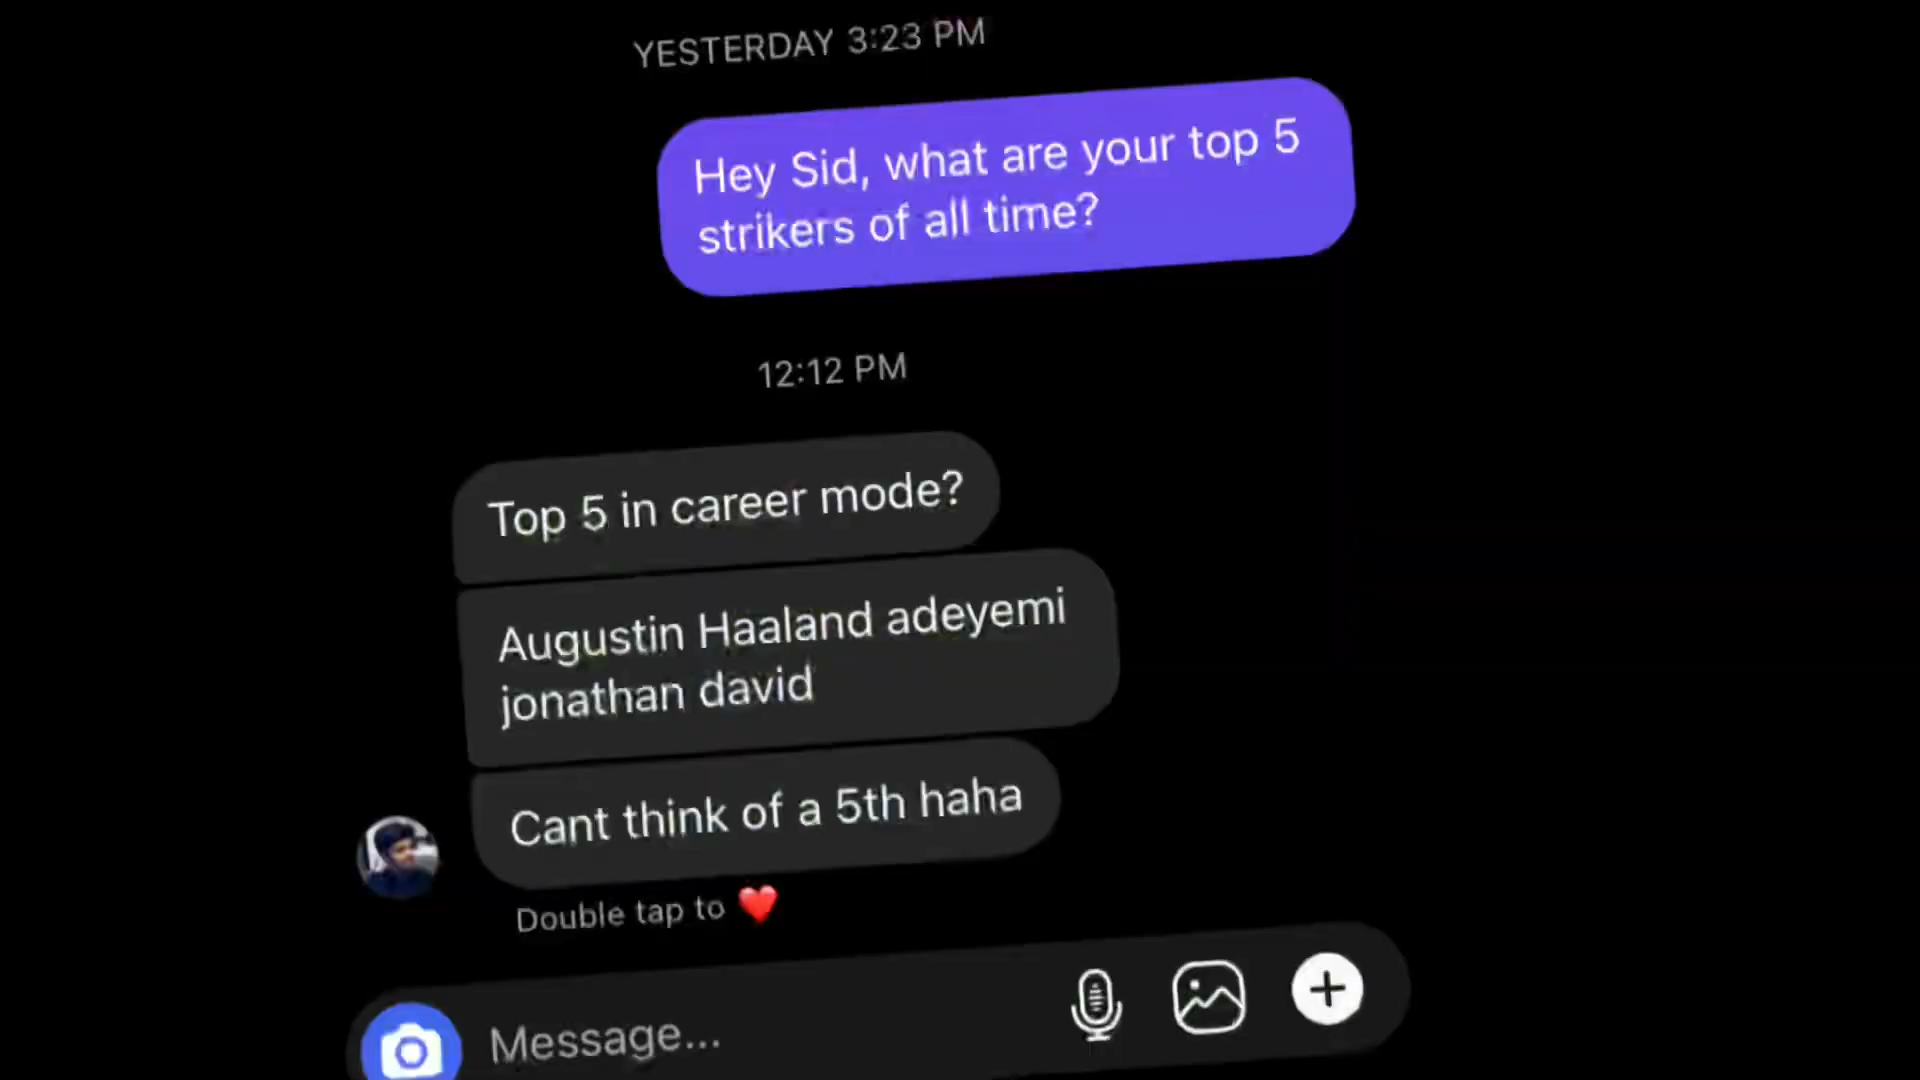 YESTERDAY 3:23 PM
Hey Sid, what are your top 5
strikers of all time?
12:12 PM
Top 5 in career mode?
Augustin Haaland adeyemi
jonathan david
Cant think of a 5th haha
Double tap to ❤️
Message...